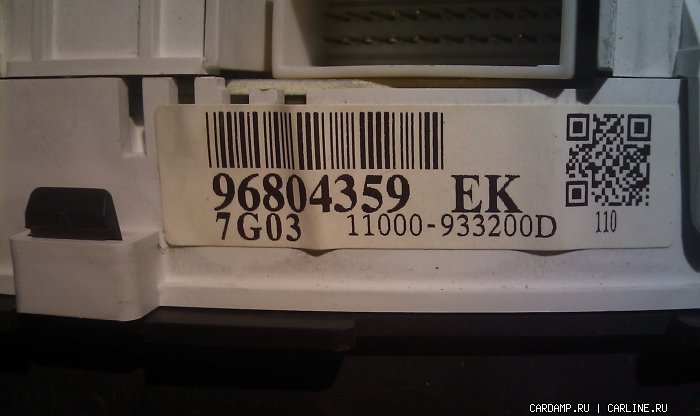 96804359 EK
7G03 11000-933200D 110
CARDAMP.RU | CARLINE.RU